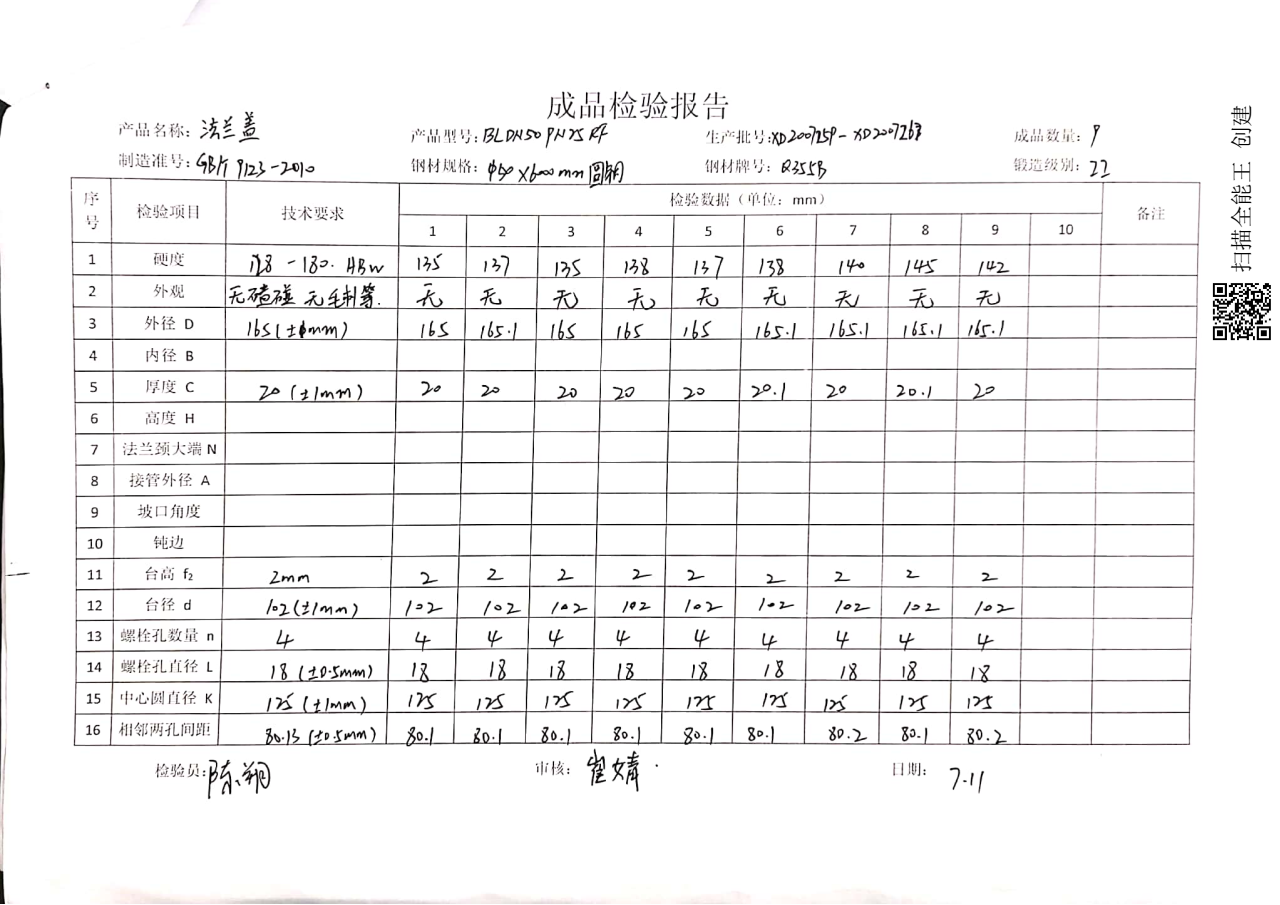 成品检验报告
产品名称: 法兰盖 产品型号: BLDN50 PN25 RF 生产批号: XD2007259-XD2007267 成品数量: 9
制造准号: GB/T 9123-2010 钢材规格: 6000mm 圆钢 钢材牌号: Q355B 锻造级别:
序号 检验项目 技术要求 检验数据（单位：mm） 备注
1 2 3 4 5 6 7 8 9 10
1 硬度 128-180. HBW 135 137 135 138 137 138 140 145 142
2 外观 无磕碰 无毛刺等. 无 无 无 无 无 无 无 无 无
3 外径 D 165 165 165.1 165 165 165 165.1 165.1 165.1 165.1
4 内径 B
5 厚度 C 20 (±1mm) 20 20 20 20 20 20.1 20 20.1 20
6 高度 H
7 法兰颈大端 N
8 接管外径 A
9 坡口角度
10 钝边
11 台高 f₂ 2mm 2 2 2 2 2 2 2 2 2
12 台径 d 102 (±1mm) 102 102 102 102 102 102 102 102 102
13 螺栓孔数量 n 4 4 4 4 4 4 4 4 4 4
14 螺栓孔直径 L 18 (±0.5mm) 18 18 18 18 18 18 18 18 18
15 中心圆直径 K 125 (±1mm) 125 125 125 125 125 125 125 125 125
16 相邻两孔间距 80.13 (±0.5mm) 80.1 80.1 80.1 80.1 80.1 80.1 80.2 80.1 80.2
检验员: 陈翔 审核: 崔婧 日期: 7.11
扫描全能王 创建